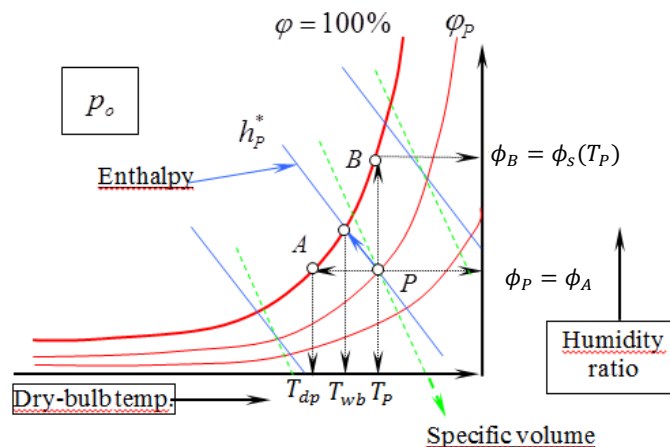 φ = 100%
φ_P
p_o
h_P^*
B
ϕ_B = ϕ_s(T_P)
Enthalpy
A
P
ϕ_P = ϕ_A
Humidity
ratio
T_dp T_wb T_P
Dry-bulb temp.
Specific volume